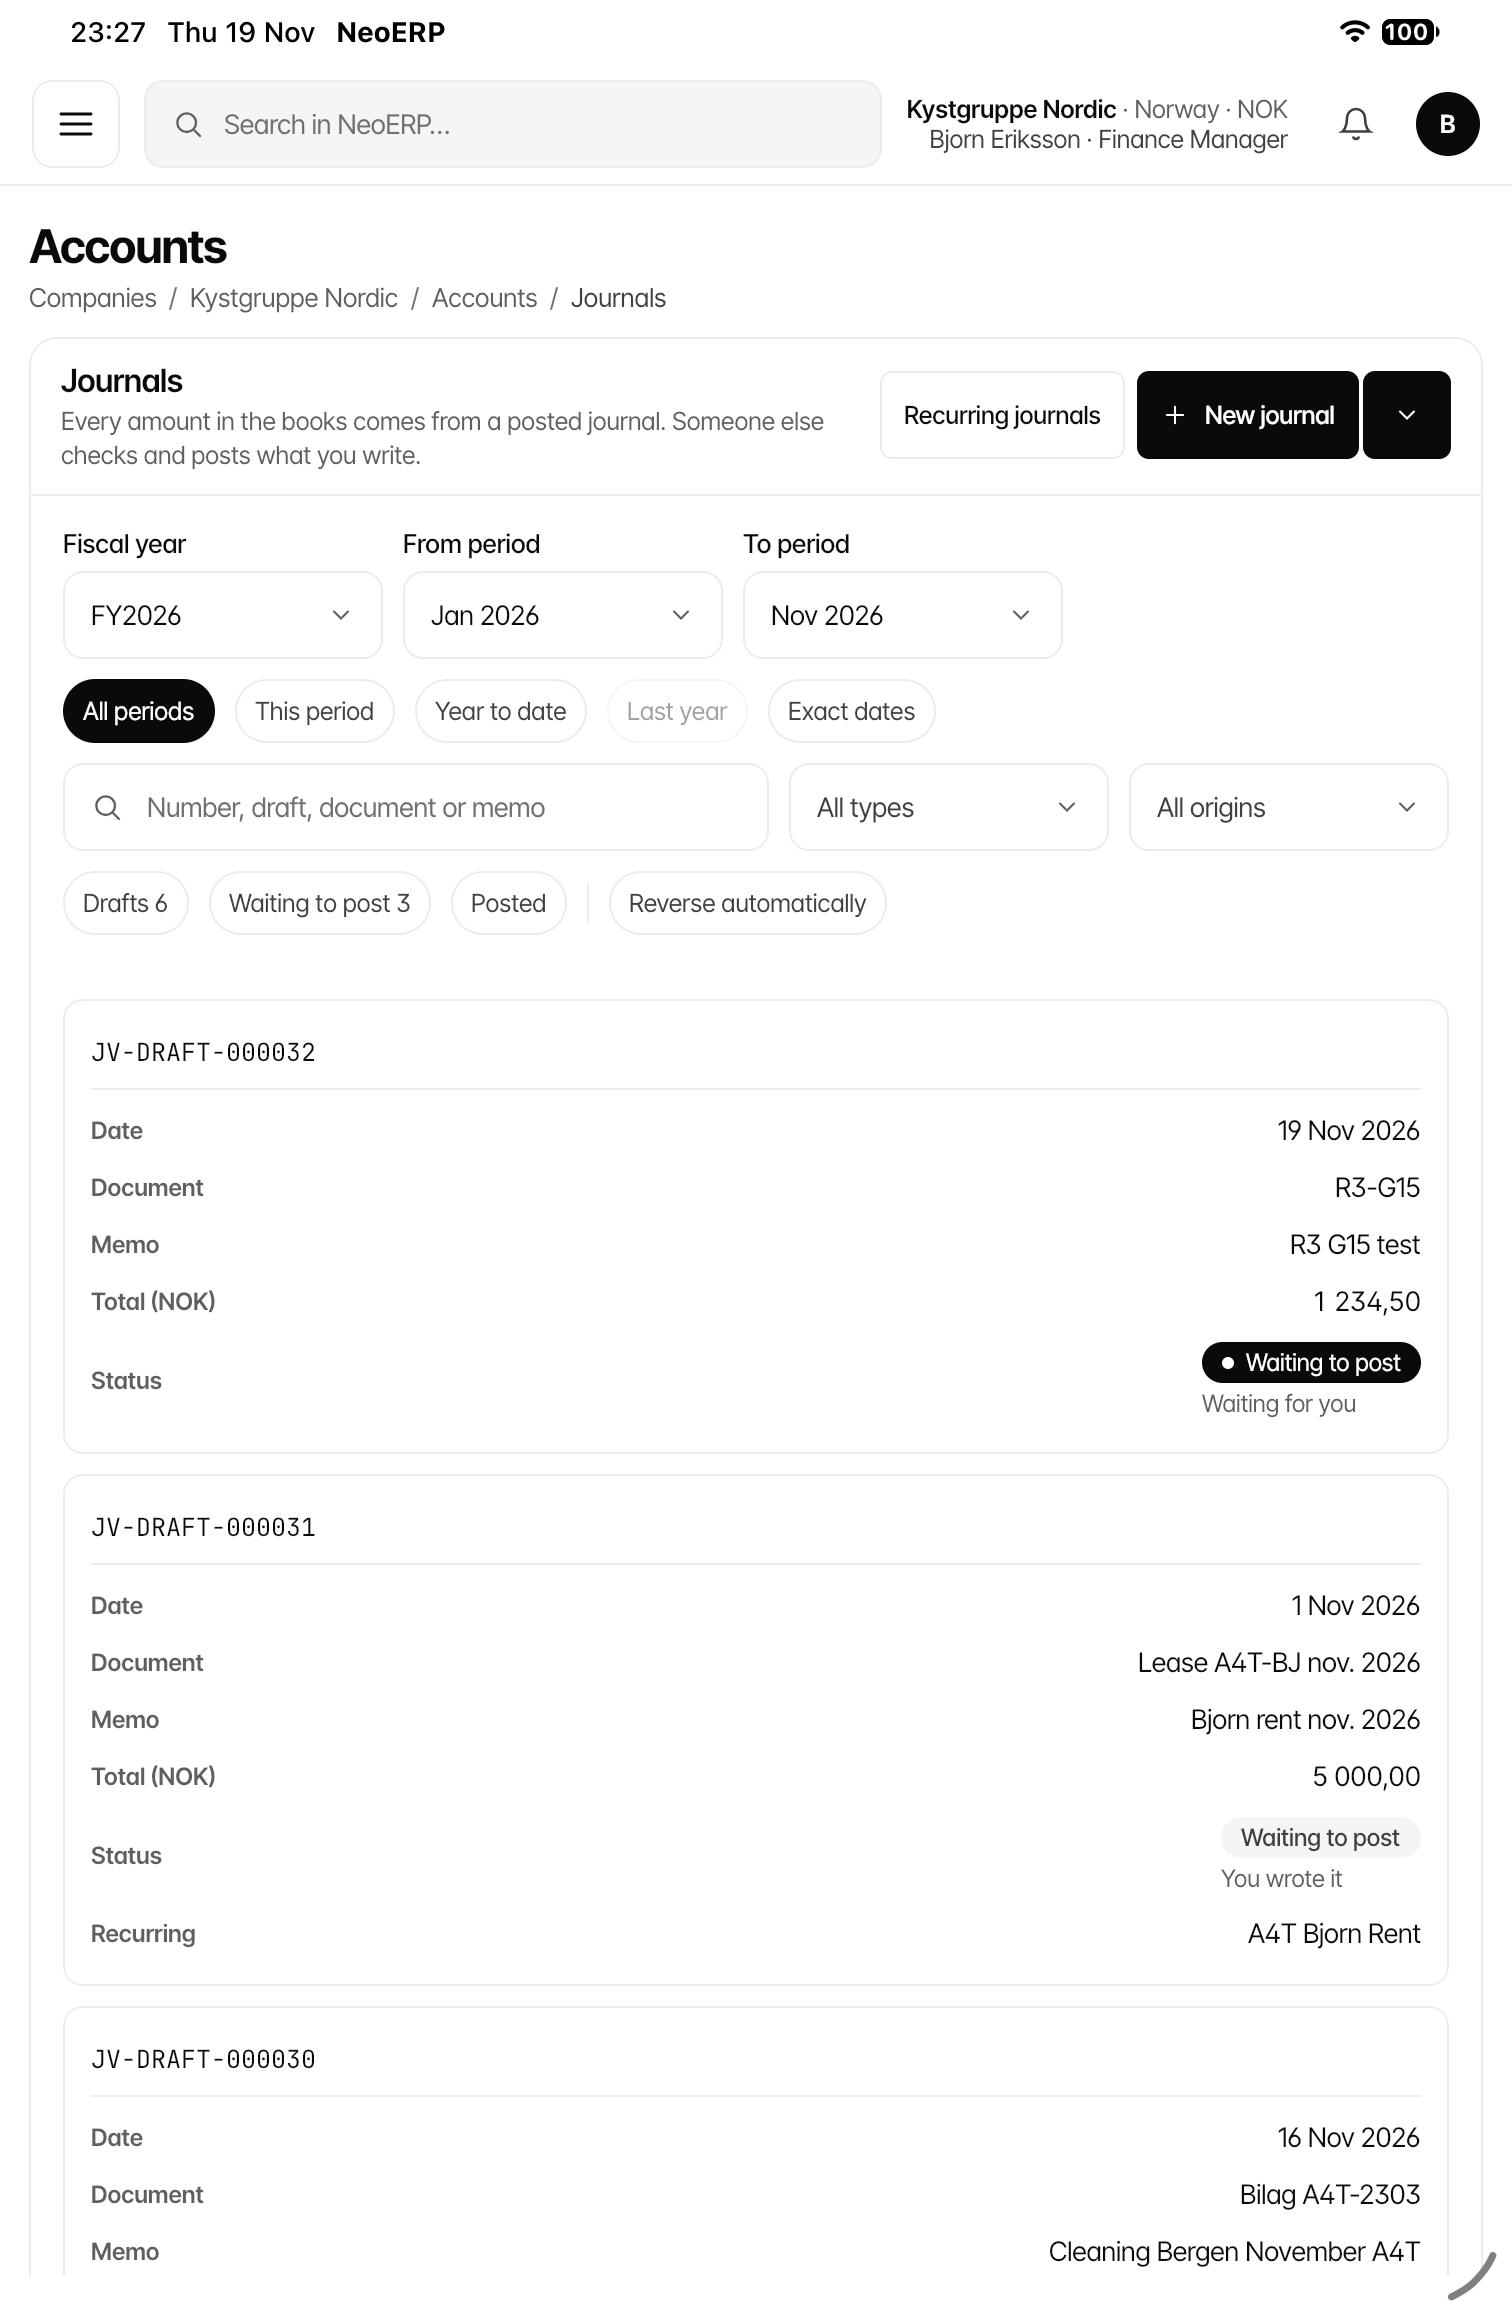 23:27 Thu 19 Nov NeoERP
100
Search in NeoERP...
Kystgruppe Nordic · Norway · NOK
Bjorn Eriksson · Finance Manager
B
Accounts
Companies / Kystgruppe Nordic / Accounts / Journals
Journals
Every amount in the books comes from a posted journal. Someone else
checks and posts what you write.
Recurring journals
New journal
Fiscal year From period To period
FY2026 Jan 2026 Nov 2026
All periods This period Year to date Last year Exact dates
Number, draft, document or memo All types All origins
Drafts 6 Waiting to post 3 Posted Reverse automatically
JV-DRAFT-000032
Date 19 Nov 2026
Document R3-G15
Memo R3 G15 test
Total (NOK) 1 234,50
Status Waiting to post
Waiting for you
JV-DRAFT-000031
Date 1 Nov 2026
Document Lease A4T-BJ nov. 2026
Memo Bjorn rent nov. 2026
Total (NOK) 5 000,00
Status Waiting to post
You wrote it
Recurring A4T Bjorn Rent
JV-DRAFT-000030
Date 16 Nov 2026
Document Bilag A4T-2303
Memo Cleaning Bergen November A4T